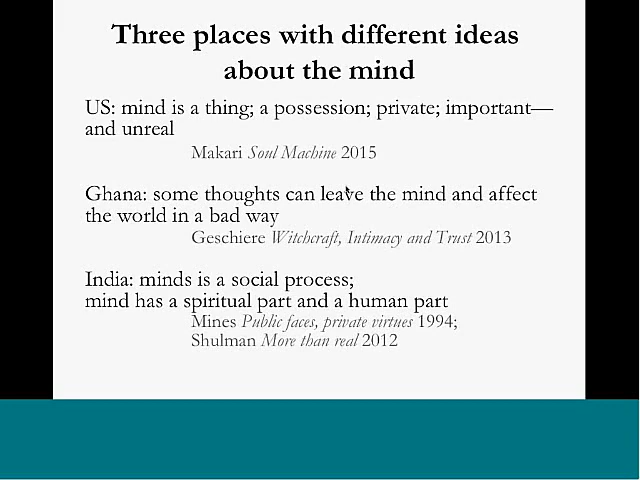 Three places with different ideas
about the mind
US: mind is a thing; a possession; private; important—
and unreal
Makari Soul Machine 2015
Ghana: some thoughts can leave the mind and affect
the world in a bad way
Geschiere Witchcraft, Intimacy and Trust 2013
India: minds is a social process;
mind has a spiritual part and a human part
Mines Public faces, private virtues 1994;
Shulman More than real 2012